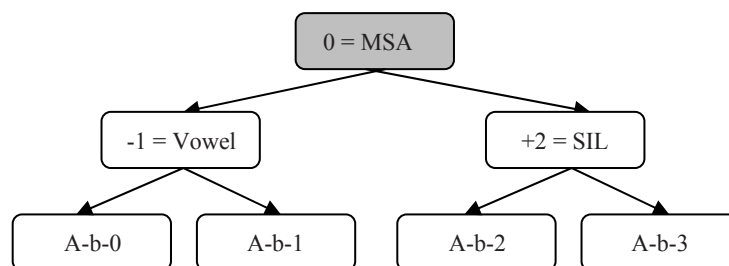 0 = MSA
-1 = Vowel
+2 = SIL
A-b-0
A-b-1
A-b-2
A-b-3